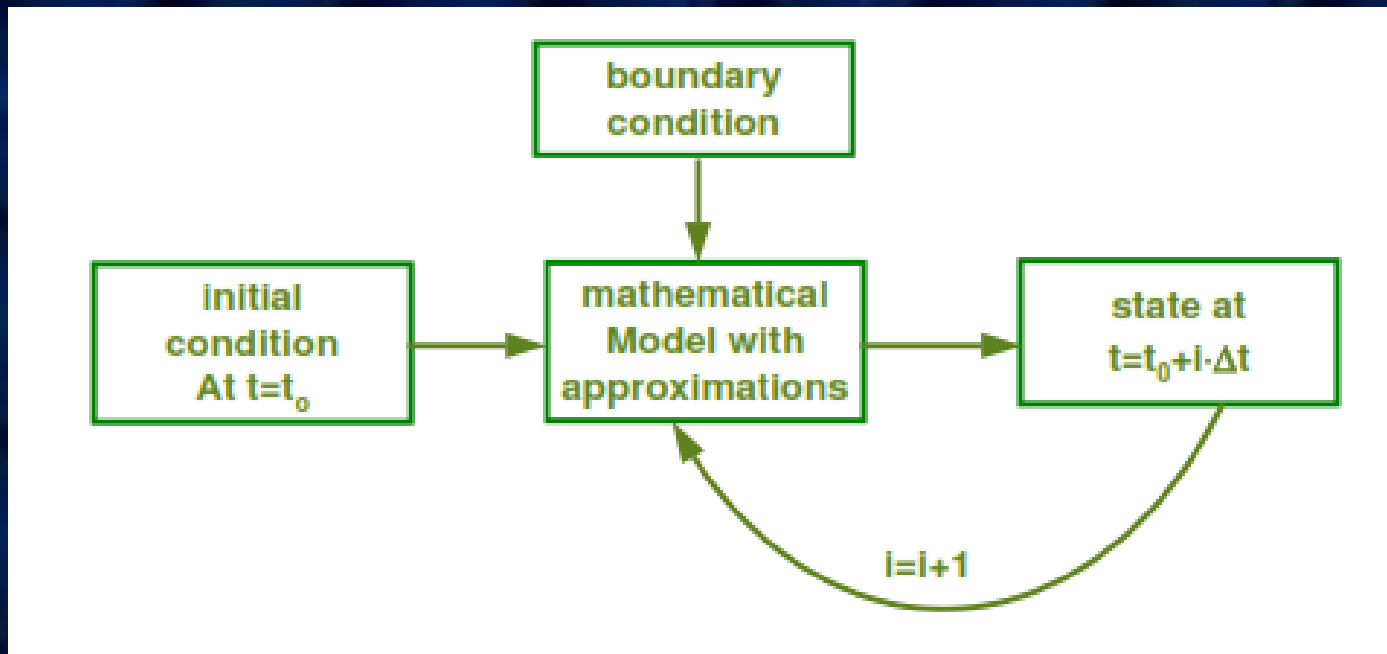 boundary
condition
initial
condition
At t=tₒ
mathematical
Model with
approximations
state at
t=t₀+i·Δt
i=i+1